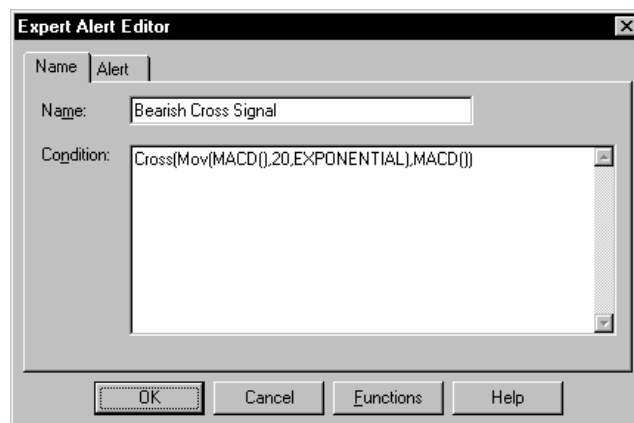 Expert Alert Editor
Name Alert
Name: Bearish Cross Signal
Condition: Cross(Mov(MACD(),20,EXPONENTIAL),MACD())
OK Cancel Functions Help